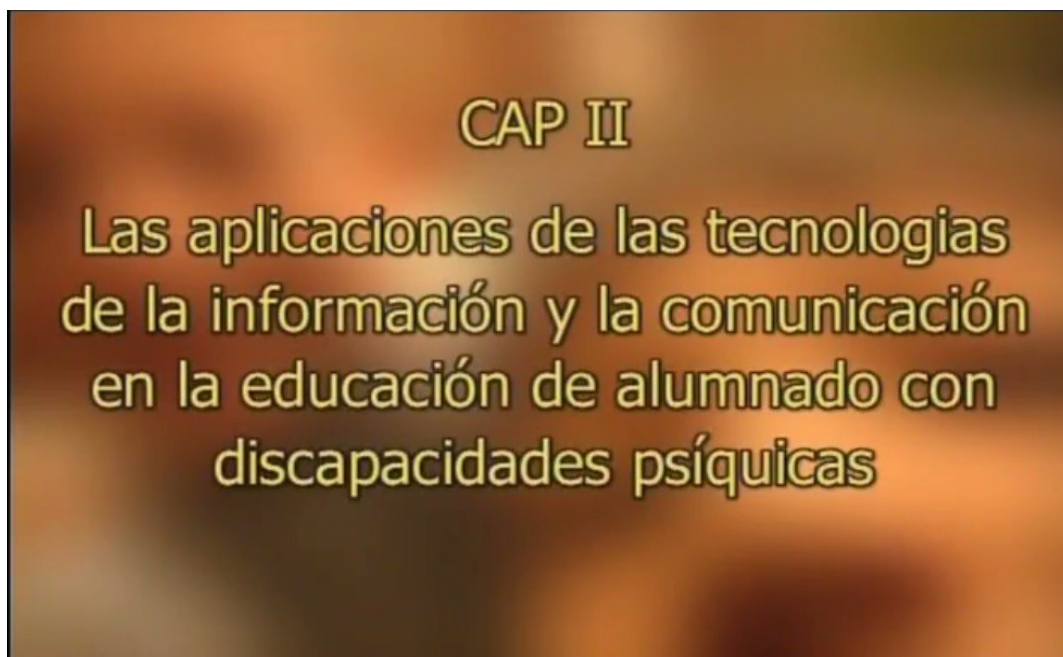 CAP II
Las aplicaciones de las tecnologias
de la información y la comunicación
en la educación de alumnado con
discapacidades psíquicas